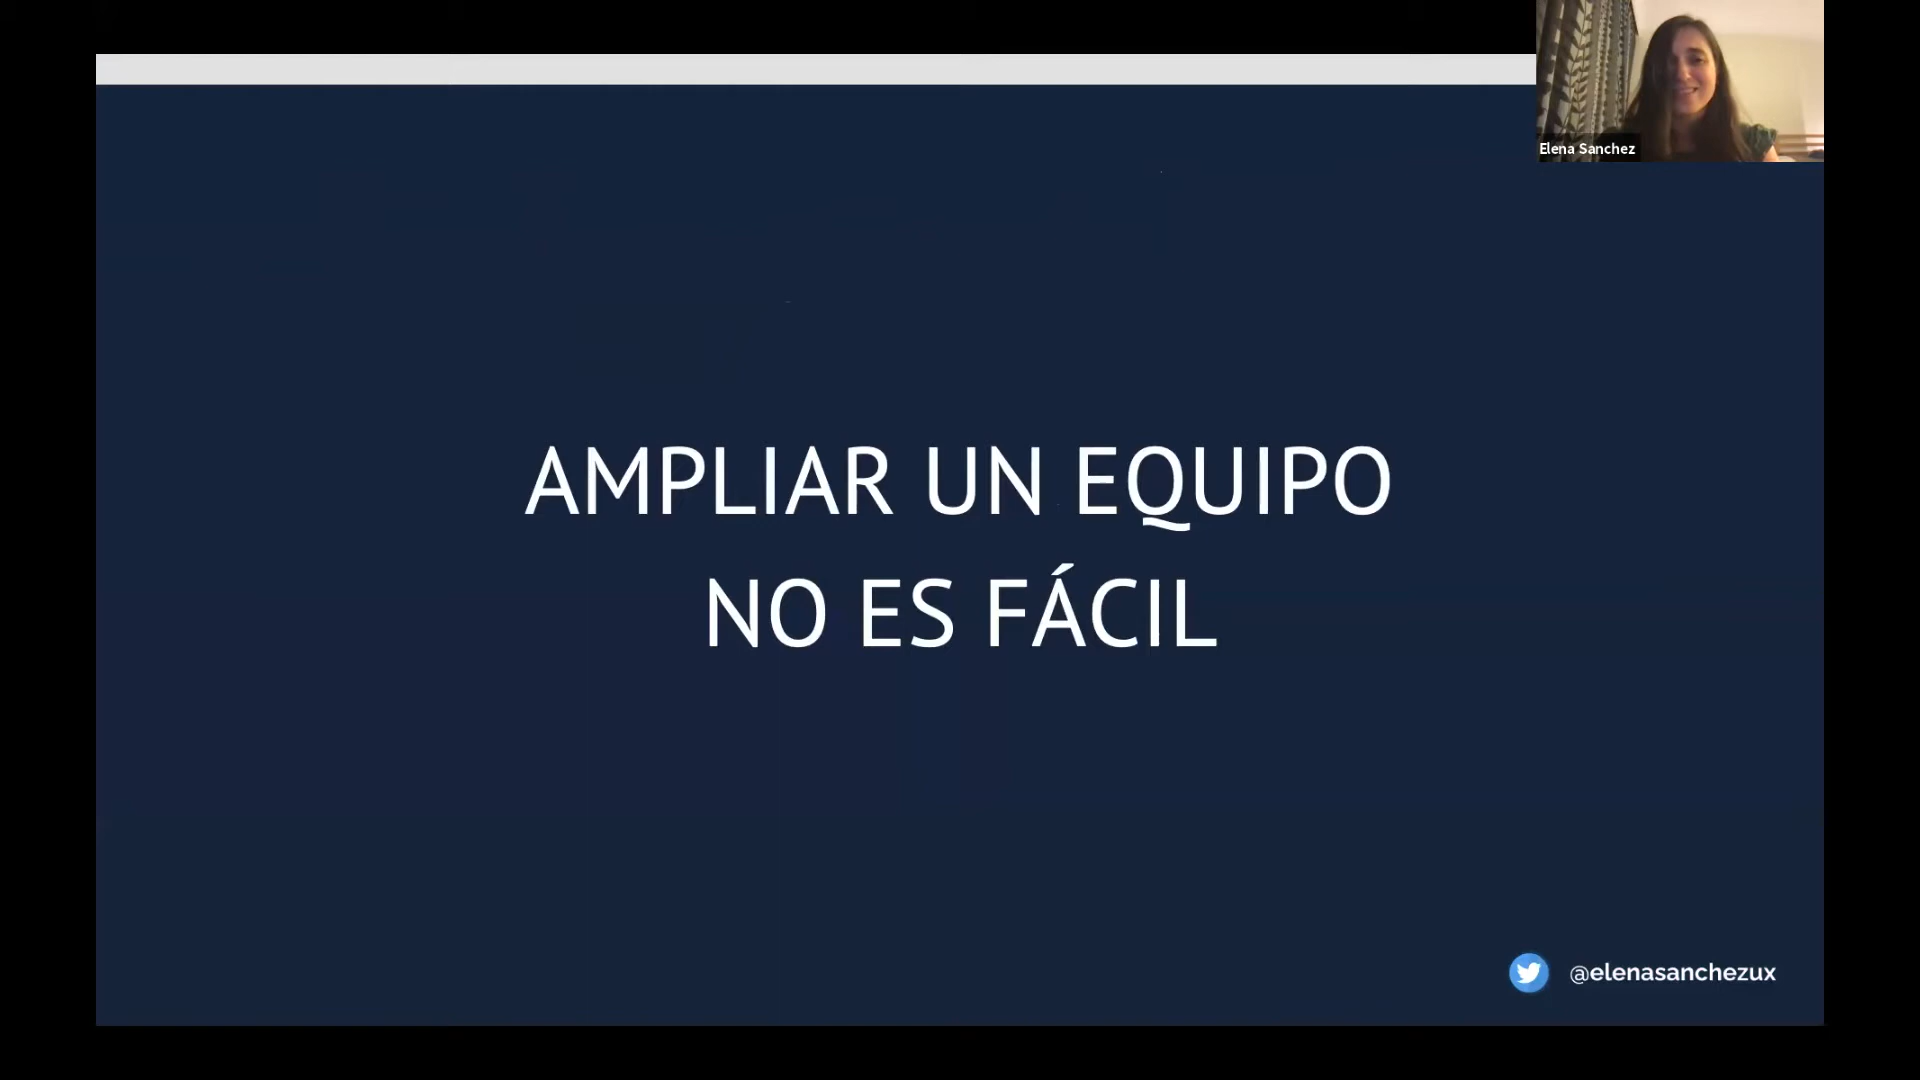 Elena Sanchez
AMPLIAR UN EQUIPO
NO ES FÁCIL
@elenasanchezux